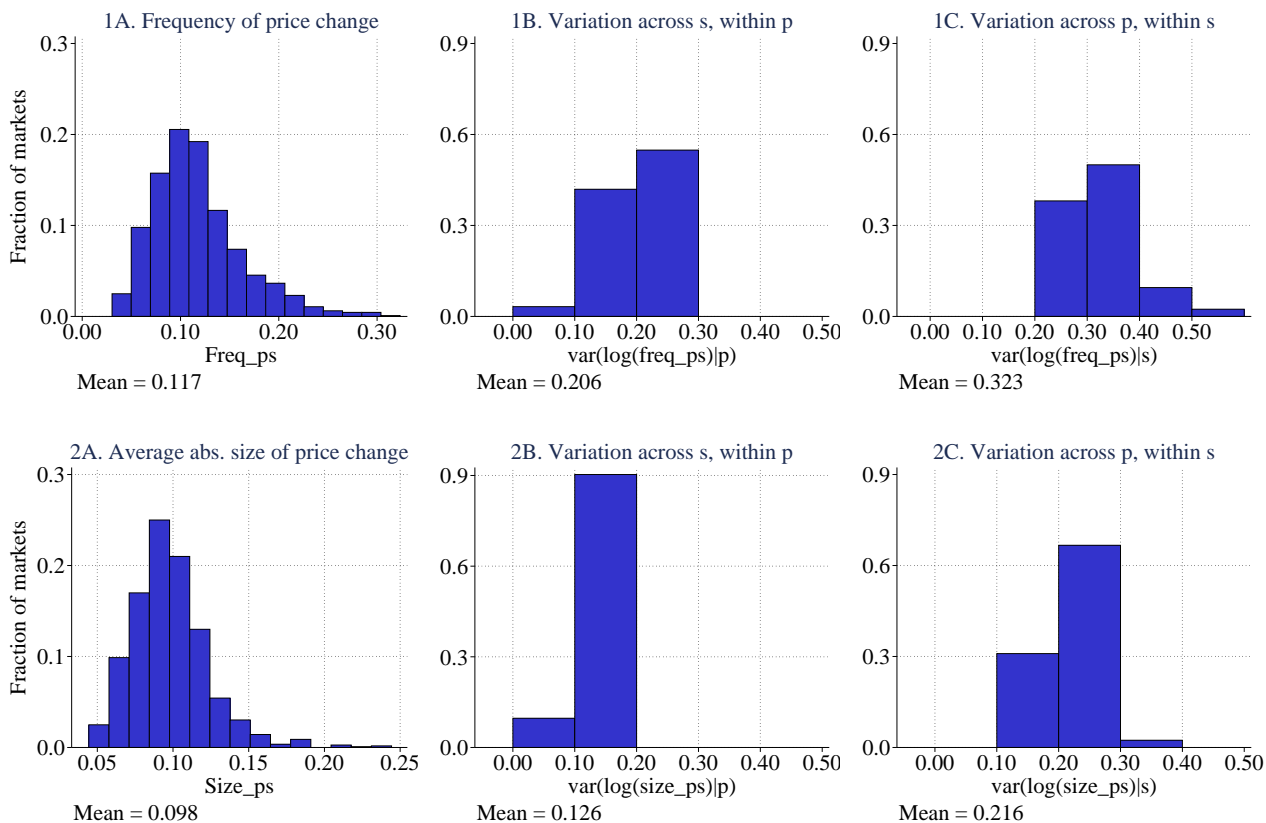 1A. Frequency of price change
1B. Variation across s, within p
1C. Variation across p, within s
Fraction of markets
0.3
0.2
0.1
0.0
0.00 0.10 0.20 0.30
Freq_ps
Mean = 0.117
0.9
0.6
0.3
0.0
0.00 0.10 0.20 0.30 0.40 0.50
var(log(freq_ps)|p)
Mean = 0.206
0.9
0.6
0.3
0.0
0.00 0.10 0.20 0.30 0.40 0.50
var(log(freq_ps)|s)
Mean = 0.323
2A. Average abs. size of price change
2B. Variation across s, within p
2C. Variation across p, within s
Fraction of markets
0.3
0.2
0.1
0.0
0.05 0.10 0.15 0.20 0.25
Size_ps
Mean = 0.098
0.9
0.6
0.3
0.0
0.00 0.10 0.20 0.30 0.40 0.50
var(log(size_ps)|p)
Mean = 0.126
0.9
0.6
0.3
0.0
0.00 0.10 0.20 0.30 0.40 0.50
var(log(size_ps)|s)
Mean = 0.216